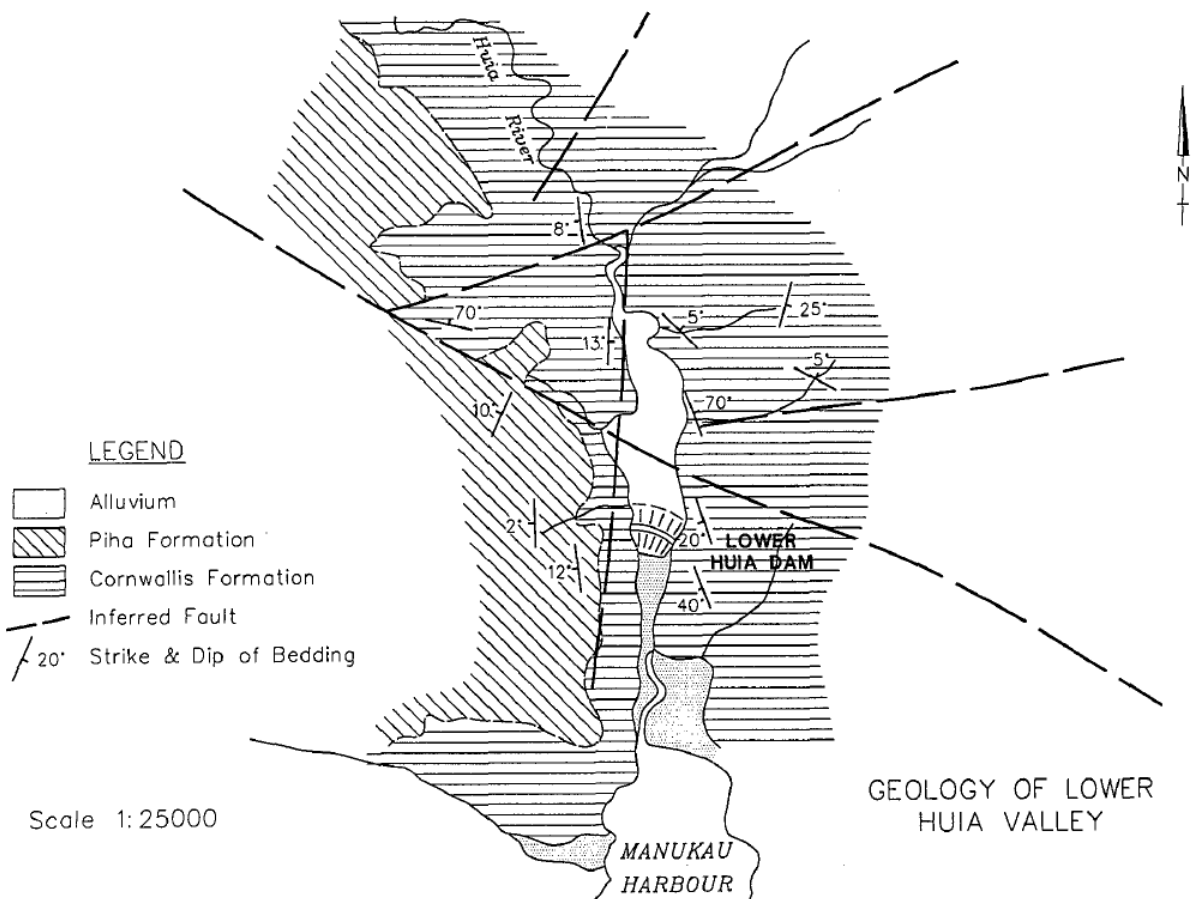 Huia
River
N
8°
70°
5°
25°
13°
5°
10°
70°
LEGEND
Alluvium
Piha Formation
Cornwallis Formation
Inferred Fault
20° Strike & Dip of Bedding
2°
20°
LOWER
HUIA DAM
12°
40°
Scale 1:25000
GEOLOGY OF LOWER
HUIA VALLEY
MANUKAU
HARBOUR